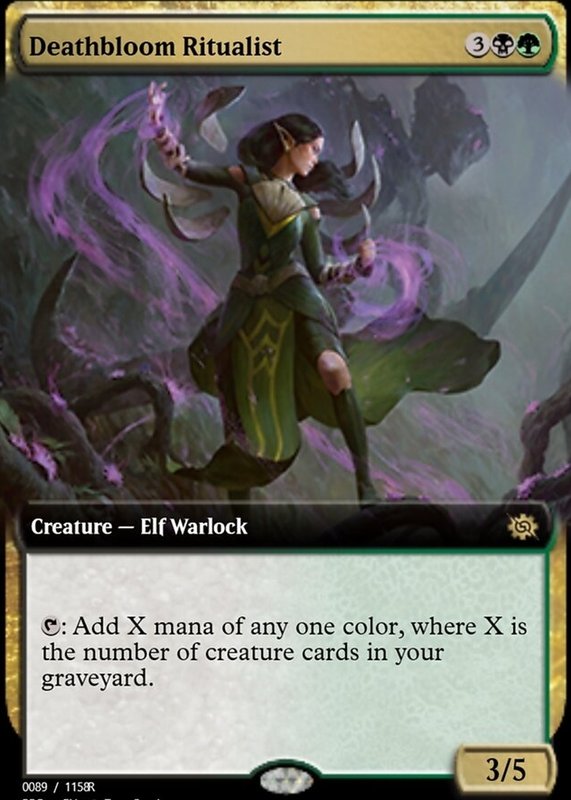 Deathbloom Ritualist 3
Creature — Elf Warlock
: Add X mana of any one color, where X is
the number of creature cards in your
graveyard.
3/5
0089 / 1158R